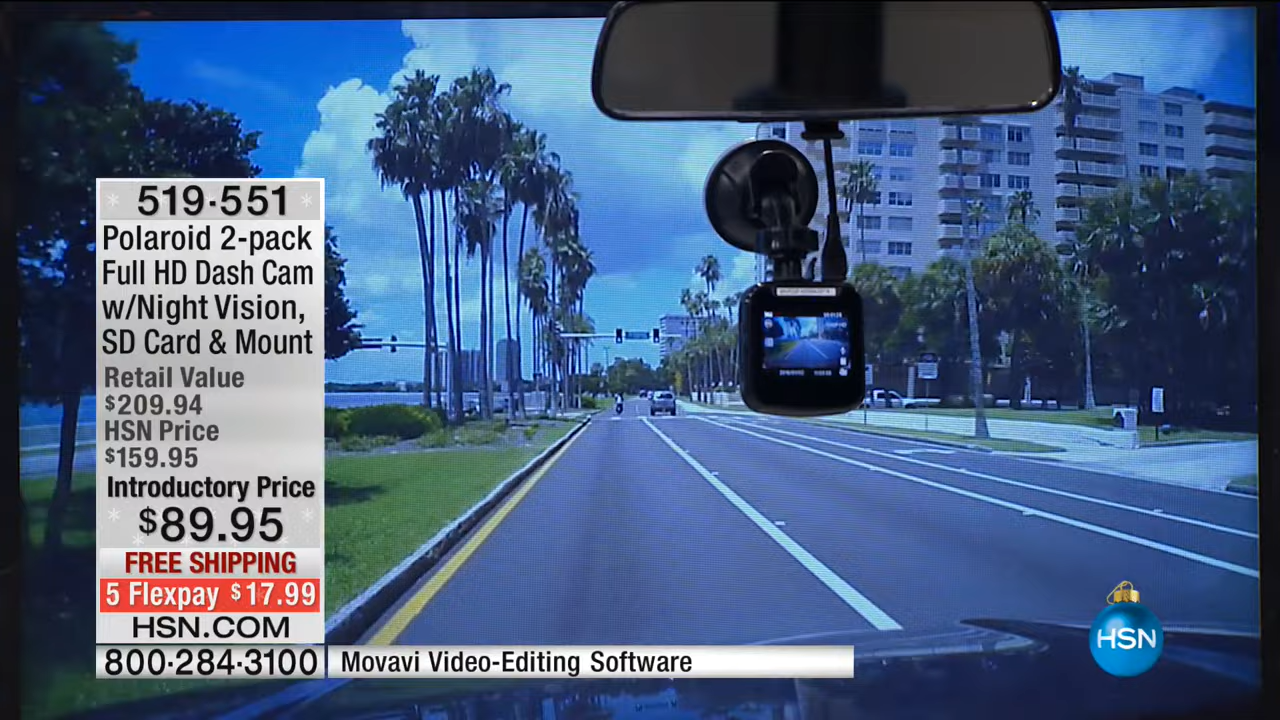 519·551
Polaroid 2-pack
Full HD Dash Cam
w/Night Vision,
SD Card & Mount
Retail Value
$209.94
HSN Price
$159.95
Introductory Price
$89.95
FREE SHIPPING
5 Flexpay $17.99
HSN.COM
800·284·3100
Movavi Video-Editing Software
HSN